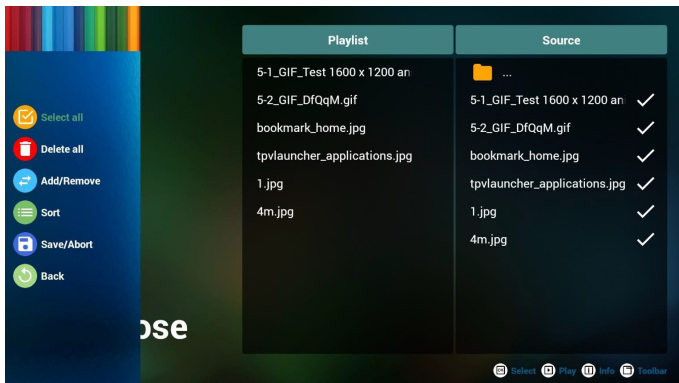 Select all
Delete all
Add/Remove
Sort
Save/Abort
Back
ose
Playlist
5-1_GIF_Test 1600 x 1200 an
5-2_GIF_DfQqM.gif
bookmark_home.jpg
tpvlauncher_applications.jpg
1.jpg
4m.jpg
Source
...
5-1_GIF_Test 1600 x 1200 an
5-2_GIF_DfQqM.gif
bookmark_home.jpg
tpvlauncher_applications.jpg
1.jpg
4m.jpg
Select Play Info Toolbar